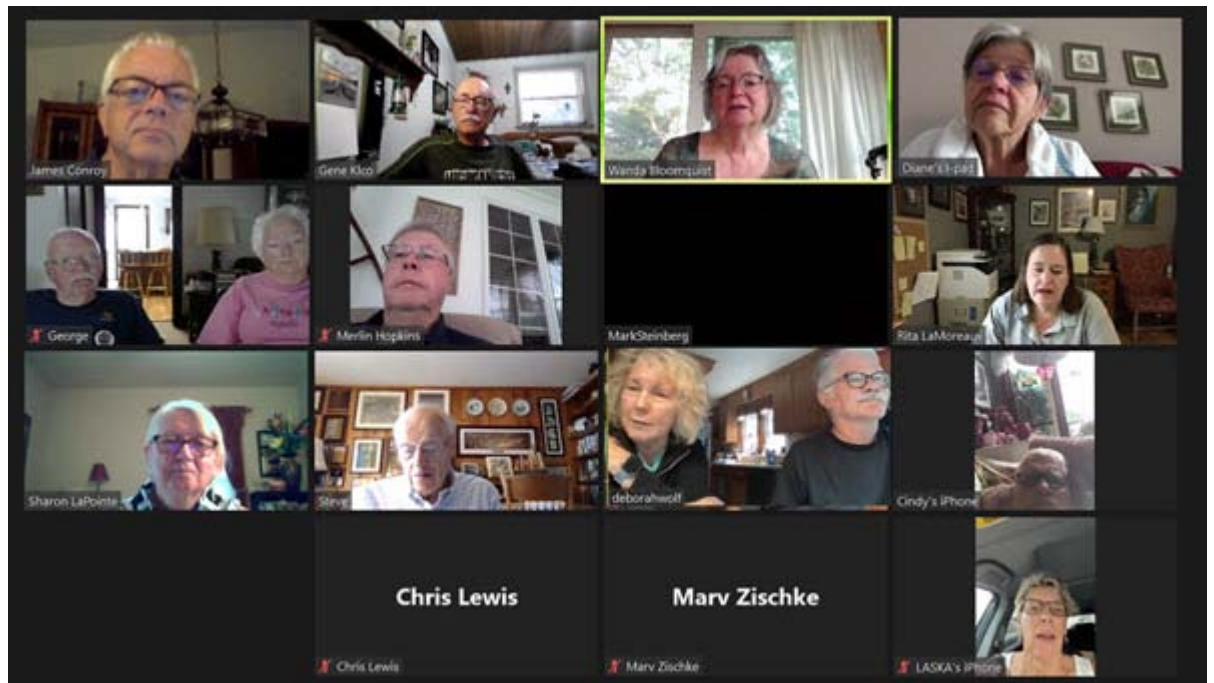 James Conroy
Gene Klco
Wanda Bloomquist
Diane's I-pad
George
Merlin Hopkins
MarkSteinberg
Rita LaMoreaux
Sharon LaPointe
Steve
deborahwolf
Cindy's iPhone
Chris Lewis
Marv Zischke
Chris Lewis
Marv Zischke
LASKA's iPhone